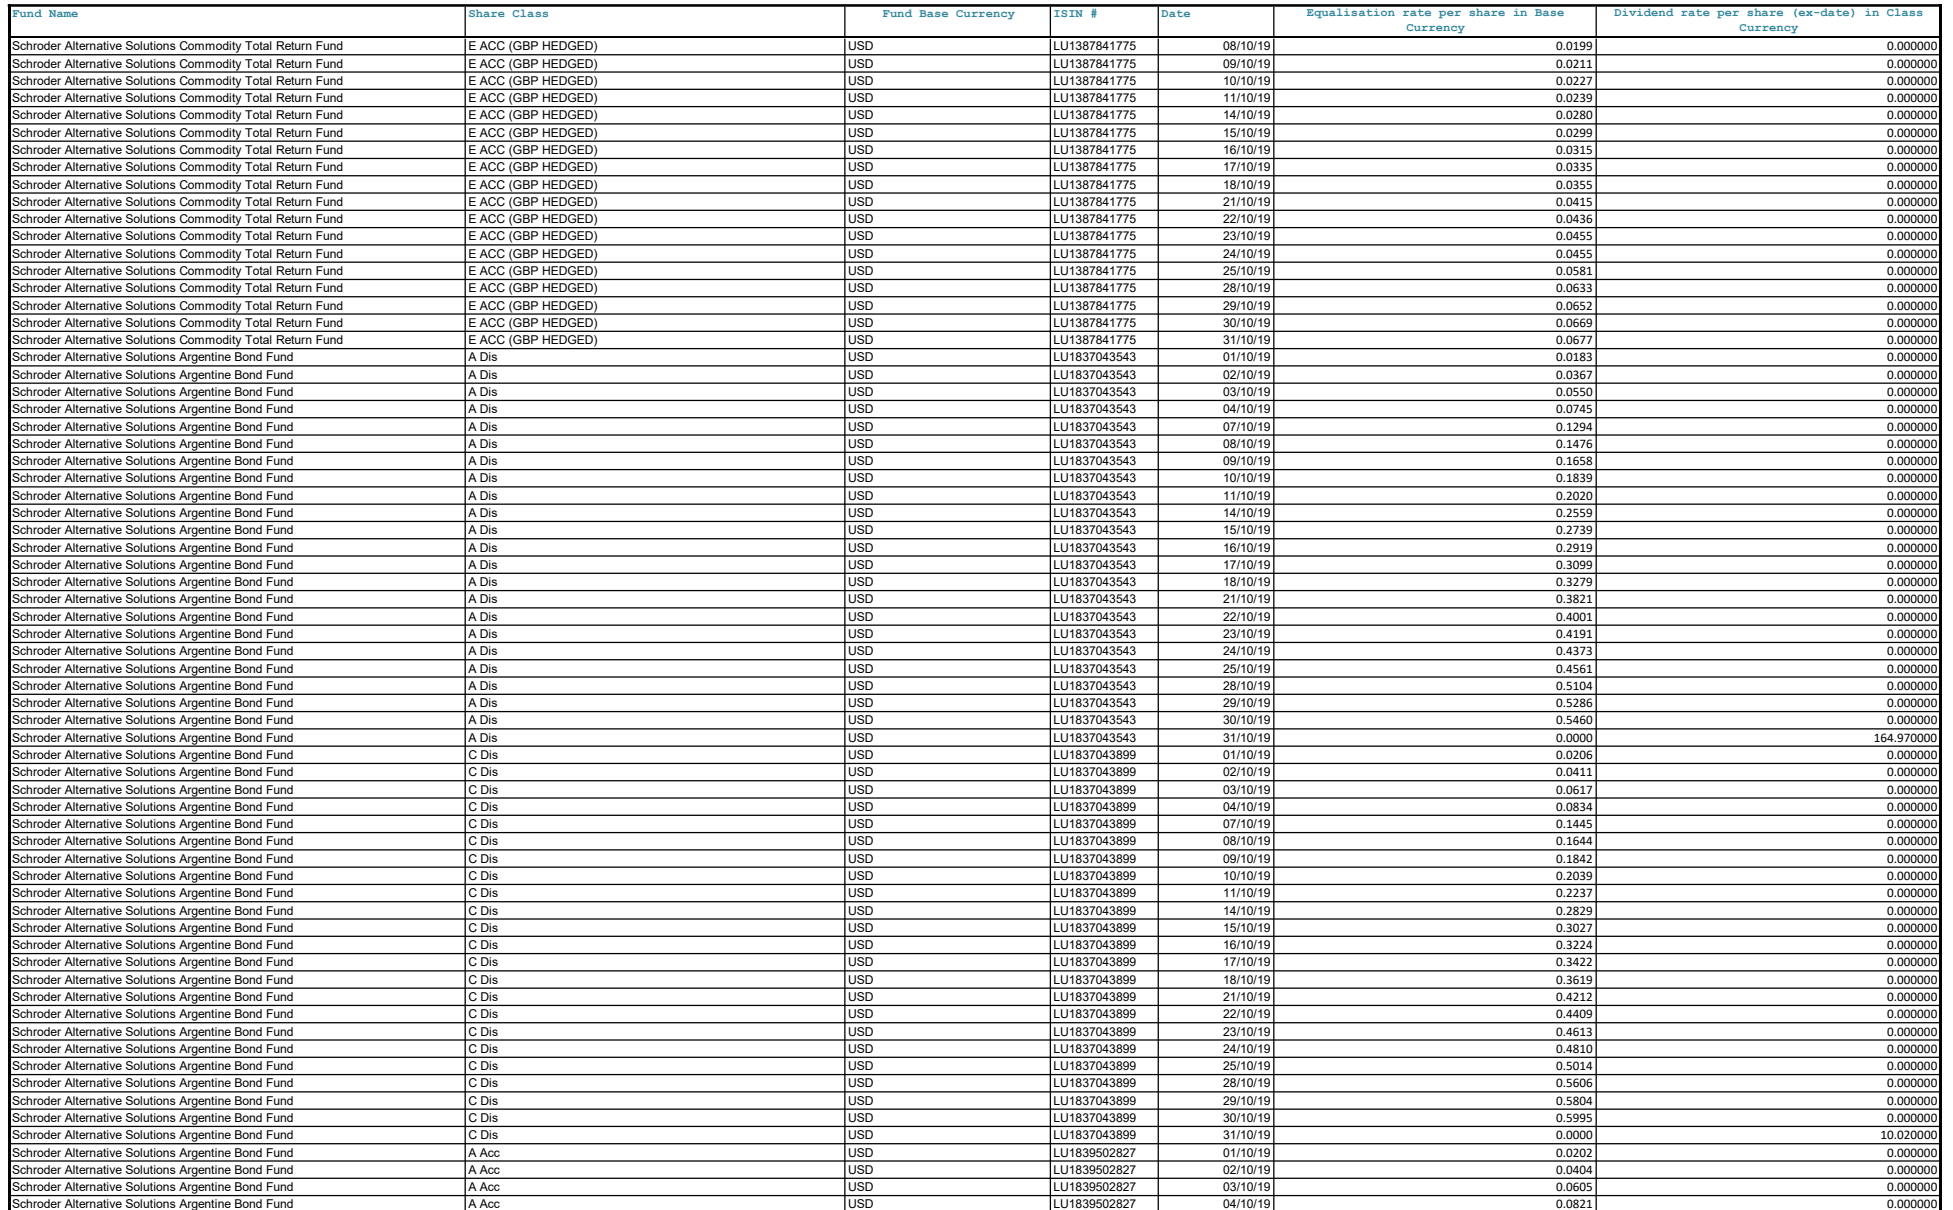 Fund Name Share Class Fund Base Currency ISIN # Date Equalisation rate per share in Base Currency Dividend rate per share (ex-date) in Class Currency
Schroder Alternative Solutions Commodity Total Return Fund E ACC (GBP HEDGED) USD LU1387841775 08/10/19 0.0199 0.000000
Schroder Alternative Solutions Commodity Total Return Fund E ACC (GBP HEDGED) USD LU1387841775 09/10/19 0.0211 0.000000
Schroder Alternative Solutions Commodity Total Return Fund E ACC (GBP HEDGED) USD LU1387841775 10/10/19 0.0227 0.000000
Schroder Alternative Solutions Commodity Total Return Fund E ACC (GBP HEDGED) USD LU1387841775 11/10/19 0.0239 0.000000
Schroder Alternative Solutions Commodity Total Return Fund E ACC (GBP HEDGED) USD LU1387841775 14/10/19 0.0280 0.000000
Schroder Alternative Solutions Commodity Total Return Fund E ACC (GBP HEDGED) USD LU1387841775 15/10/19 0.0299 0.000000
Schroder Alternative Solutions Commodity Total Return Fund E ACC (GBP HEDGED) USD LU1387841775 16/10/19 0.0315 0.000000
Schroder Alternative Solutions Commodity Total Return Fund E ACC (GBP HEDGED) USD LU1387841775 17/10/19 0.0335 0.000000
Schroder Alternative Solutions Commodity Total Return Fund E ACC (GBP HEDGED) USD LU1387841775 18/10/19 0.0355 0.000000
Schroder Alternative Solutions Commodity Total Return Fund E ACC (GBP HEDGED) USD LU1387841775 21/10/19 0.0415 0.000000
Schroder Alternative Solutions Commodity Total Return Fund E ACC (GBP HEDGED) USD LU1387841775 22/10/19 0.0436 0.000000
Schroder Alternative Solutions Commodity Total Return Fund E ACC (GBP HEDGED) USD LU1387841775 23/10/19 0.0455 0.000000
Schroder Alternative Solutions Commodity Total Return Fund E ACC (GBP HEDGED) USD LU1387841775 24/10/19 0.0455 0.000000
Schroder Alternative Solutions Commodity Total Return Fund E ACC (GBP HEDGED) USD LU1387841775 25/10/19 0.0581 0.000000
Schroder Alternative Solutions Commodity Total Return Fund E ACC (GBP HEDGED) USD LU1387841775 28/10/19 0.0633 0.000000
Schroder Alternative Solutions Commodity Total Return Fund E ACC (GBP HEDGED) USD LU1387841775 29/10/19 0.0652 0.000000
Schroder Alternative Solutions Commodity Total Return Fund E ACC (GBP HEDGED) USD LU1387841775 30/10/19 0.0669 0.000000
Schroder Alternative Solutions Commodity Total Return Fund E ACC (GBP HEDGED) USD LU1387841775 31/10/19 0.0677 0.000000
Schroder Alternative Solutions Argentine Bond Fund A Dis USD LU1837043543 01/10/19 0.0183 0.000000
Schroder Alternative Solutions Argentine Bond Fund A Dis USD LU1837043543 02/10/19 0.0367 0.000000
Schroder Alternative Solutions Argentine Bond Fund A Dis USD LU1837043543 03/10/19 0.0550 0.000000
Schroder Alternative Solutions Argentine Bond Fund A Dis USD LU1837043543 04/10/19 0.0745 0.000000
Schroder Alternative Solutions Argentine Bond Fund A Dis USD LU1837043543 07/10/19 0.1294 0.000000
Schroder Alternative Solutions Argentine Bond Fund A Dis USD LU1837043543 08/10/19 0.1476 0.000000
Schroder Alternative Solutions Argentine Bond Fund A Dis USD LU1837043543 09/10/19 0.1658 0.000000
Schroder Alternative Solutions Argentine Bond Fund A Dis USD LU1837043543 10/10/19 0.1839 0.000000
Schroder Alternative Solutions Argentine Bond Fund A Dis USD LU1837043543 11/10/19 0.2020 0.000000
Schroder Alternative Solutions Argentine Bond Fund A Dis USD LU1837043543 14/10/19 0.2559 0.000000
Schroder Alternative Solutions Argentine Bond Fund A Dis USD LU1837043543 15/10/19 0.2739 0.000000
Schroder Alternative Solutions Argentine Bond Fund A Dis USD LU1837043543 16/10/19 0.2919 0.000000
Schroder Alternative Solutions Argentine Bond Fund A Dis USD LU1837043543 17/10/19 0.3099 0.000000
Schroder Alternative Solutions Argentine Bond Fund A Dis USD LU1837043543 18/10/19 0.3279 0.000000
Schroder Alternative Solutions Argentine Bond Fund A Dis USD LU1837043543 21/10/19 0.3821 0.000000
Schroder Alternative Solutions Argentine Bond Fund A Dis USD LU1837043543 22/10/19 0.4001 0.000000
Schroder Alternative Solutions Argentine Bond Fund A Dis USD LU1837043543 23/10/19 0.4191 0.000000
Schroder Alternative Solutions Argentine Bond Fund A Dis USD LU1837043543 24/10/19 0.4373 0.000000
Schroder Alternative Solutions Argentine Bond Fund A Dis USD LU1837043543 25/10/19 0.4561 0.000000
Schroder Alternative Solutions Argentine Bond Fund A Dis USD LU1837043543 28/10/19 0.5104 0.000000
Schroder Alternative Solutions Argentine Bond Fund A Dis USD LU1837043543 29/10/19 0.5286 0.000000
Schroder Alternative Solutions Argentine Bond Fund A Dis USD LU1837043543 30/10/19 0.5460 0.000000
Schroder Alternative Solutions Argentine Bond Fund A Dis USD LU1837043543 31/10/19 0.0000 164.970000
Schroder Alternative Solutions Argentine Bond Fund C Dis USD LU1837043899 01/10/19 0.0206 0.000000
Schroder Alternative Solutions Argentine Bond Fund C Dis USD LU1837043899 02/10/19 0.0411 0.000000
Schroder Alternative Solutions Argentine Bond Fund C Dis USD LU1837043899 03/10/19 0.0617 0.000000
Schroder Alternative Solutions Argentine Bond Fund C Dis USD LU1837043899 04/10/19 0.0834 0.000000
Schroder Alternative Solutions Argentine Bond Fund C Dis USD LU1837043899 07/10/19 0.1445 0.000000
Schroder Alternative Solutions Argentine Bond Fund C Dis USD LU1837043899 08/10/19 0.1644 0.000000
Schroder Alternative Solutions Argentine Bond Fund C Dis USD LU1837043899 09/10/19 0.1842 0.000000
Schroder Alternative Solutions Argentine Bond Fund C Dis USD LU1837043899 10/10/19 0.2039 0.000000
Schroder Alternative Solutions Argentine Bond Fund C Dis USD LU1837043899 11/10/19 0.2237 0.000000
Schroder Alternative Solutions Argentine Bond Fund C Dis USD LU1837043899 14/10/19 0.2829 0.000000
Schroder Alternative Solutions Argentine Bond Fund C Dis USD LU1837043899 15/10/19 0.3027 0.000000
Schroder Alternative Solutions Argentine Bond Fund C Dis USD LU1837043899 16/10/19 0.3224 0.000000
Schroder Alternative Solutions Argentine Bond Fund C Dis USD LU1837043899 17/10/19 0.3422 0.000000
Schroder Alternative Solutions Argentine Bond Fund C Dis USD LU1837043899 18/10/19 0.3619 0.000000
Schroder Alternative Solutions Argentine Bond Fund C Dis USD LU1837043899 21/10/19 0.4212 0.000000
Schroder Alternative Solutions Argentine Bond Fund C Dis USD LU1837043899 22/10/19 0.4409 0.000000
Schroder Alternative Solutions Argentine Bond Fund C Dis USD LU1837043899 23/10/19 0.4613 0.000000
Schroder Alternative Solutions Argentine Bond Fund C Dis USD LU1837043899 24/10/19 0.4810 0.000000
Schroder Alternative Solutions Argentine Bond Fund C Dis USD LU1837043899 25/10/19 0.5014 0.000000
Schroder Alternative Solutions Argentine Bond Fund C Dis USD LU1837043899 28/10/19 0.5606 0.000000
Schroder Alternative Solutions Argentine Bond Fund C Dis USD LU1837043899 29/10/19 0.5804 0.000000
Schroder Alternative Solutions Argentine Bond Fund C Dis USD LU1837043899 30/10/19 0.5995 0.000000
Schroder Alternative Solutions Argentine Bond Fund C Dis USD LU1837043899 31/10/19 0.0000 10.020000
Schroder Alternative Solutions Argentine Bond Fund A Acc USD LU1839502827 01/10/19 0.0202 0.000000
Schroder Alternative Solutions Argentine Bond Fund A Acc USD LU1839502827 02/10/19 0.0404 0.000000
Schroder Alternative Solutions Argentine Bond Fund A Acc USD LU1839502827 03/10/19 0.0605 0.000000
Schroder Alternative Solutions Argentine Bond Fund A Acc USD LU1839502827 04/10/19 0.0821 0.000000